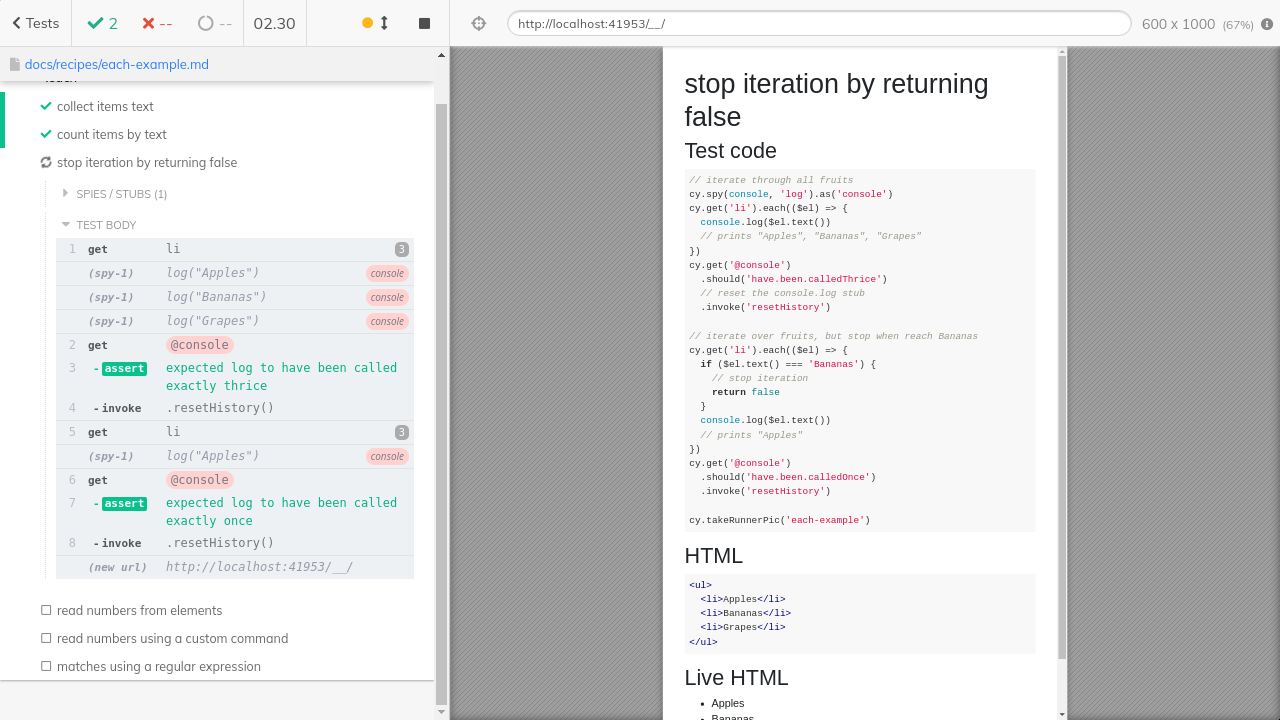 Tests
2
--
--
02.30
http://localhost:41953/__/
600 x 1000 (67%)
docs/recipes/each-example.md
collect items text
count items by text
stop iteration by returning false
SPIES / STUBS (1)
TEST BODY
1 get li 3
(spy-1) log("Apples") console
(spy-1) log("Bananas") console
(spy-1) log("Grapes") console
2 get @console
3 -assert expected log to have been called
exactly thrice
4 -invoke .resetHistory()
5 get li 3
(spy-1) log("Apples") console
6 get @console
7 -assert expected log to have been called
exactly once
8 -invoke .resetHistory()
(new url) http://localhost:41953/__/
read numbers from elements
read numbers using a custom command
matches using a regular expression
stop iteration by returning
false
Test code
// iterate through all fruits
cy.spy(console, 'log').as('console')
cy.get('li').each(($el) => {
console.log($el.text())
// prints "Apples", "Bananas", "Grapes"
})
cy.get('@console')
.should('have.been.calledThrice')
// reset the console.log stub
.invoke('resetHistory')
// iterate over fruits, but stop when reach Bananas
cy.get('li').each(($el) => {
if ($el.text() === 'Bananas') {
// stop iteration
return false
}
console.log($el.text())
// prints "Apples"
})
cy.get('@console')
.should('have.been.calledOnce')
.invoke('resetHistory')
cy.takeRunnerPic('each-example')
HTML
<ul>
<li>Apples</li>
<li>Bananas</li>
<li>Grapes</li>
</ul>
Live HTML
Apples
Bananas